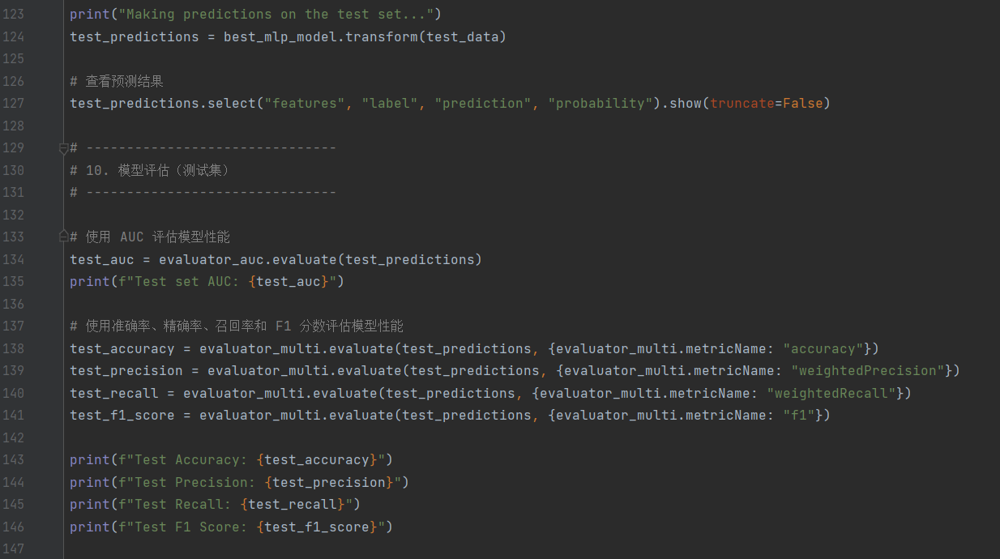 123 print("Making predictions on the test set...")
124 test_predictions = best_mlp_model.transform(test_data)
125
126 # 查看预测结果
127 test_predictions.select("features", "label", "prediction", "probability").show(truncate=False)
128
129 # -------------------------------
130 # 10. 模型评估（测试集）
131 # -------------------------------
132
133 # 使用 AUC 评估模型性能
134 test_auc = evaluator_auc.evaluate(test_predictions)
135 print(f"Test set AUC: {test_auc}")
136
137 # 使用准确率、精确率、召回率和 F1 分数评估模型性能
138 test_accuracy = evaluator_multi.evaluate(test_predictions, {evaluator_multi.metricName: "accuracy"})
139 test_precision = evaluator_multi.evaluate(test_predictions, {evaluator_multi.metricName: "weightedPrecision"})
140 test_recall = evaluator_multi.evaluate(test_predictions, {evaluator_multi.metricName: "weightedRecall"})
141 test_f1_score = evaluator_multi.evaluate(test_predictions, {evaluator_multi.metricName: "f1"})
142
143 print(f"Test Accuracy: {test_accuracy}")
144 print(f"Test Precision: {test_precision}")
145 print(f"Test Recall: {test_recall}")
146 print(f"Test F1 Score: {test_f1_score}")
147